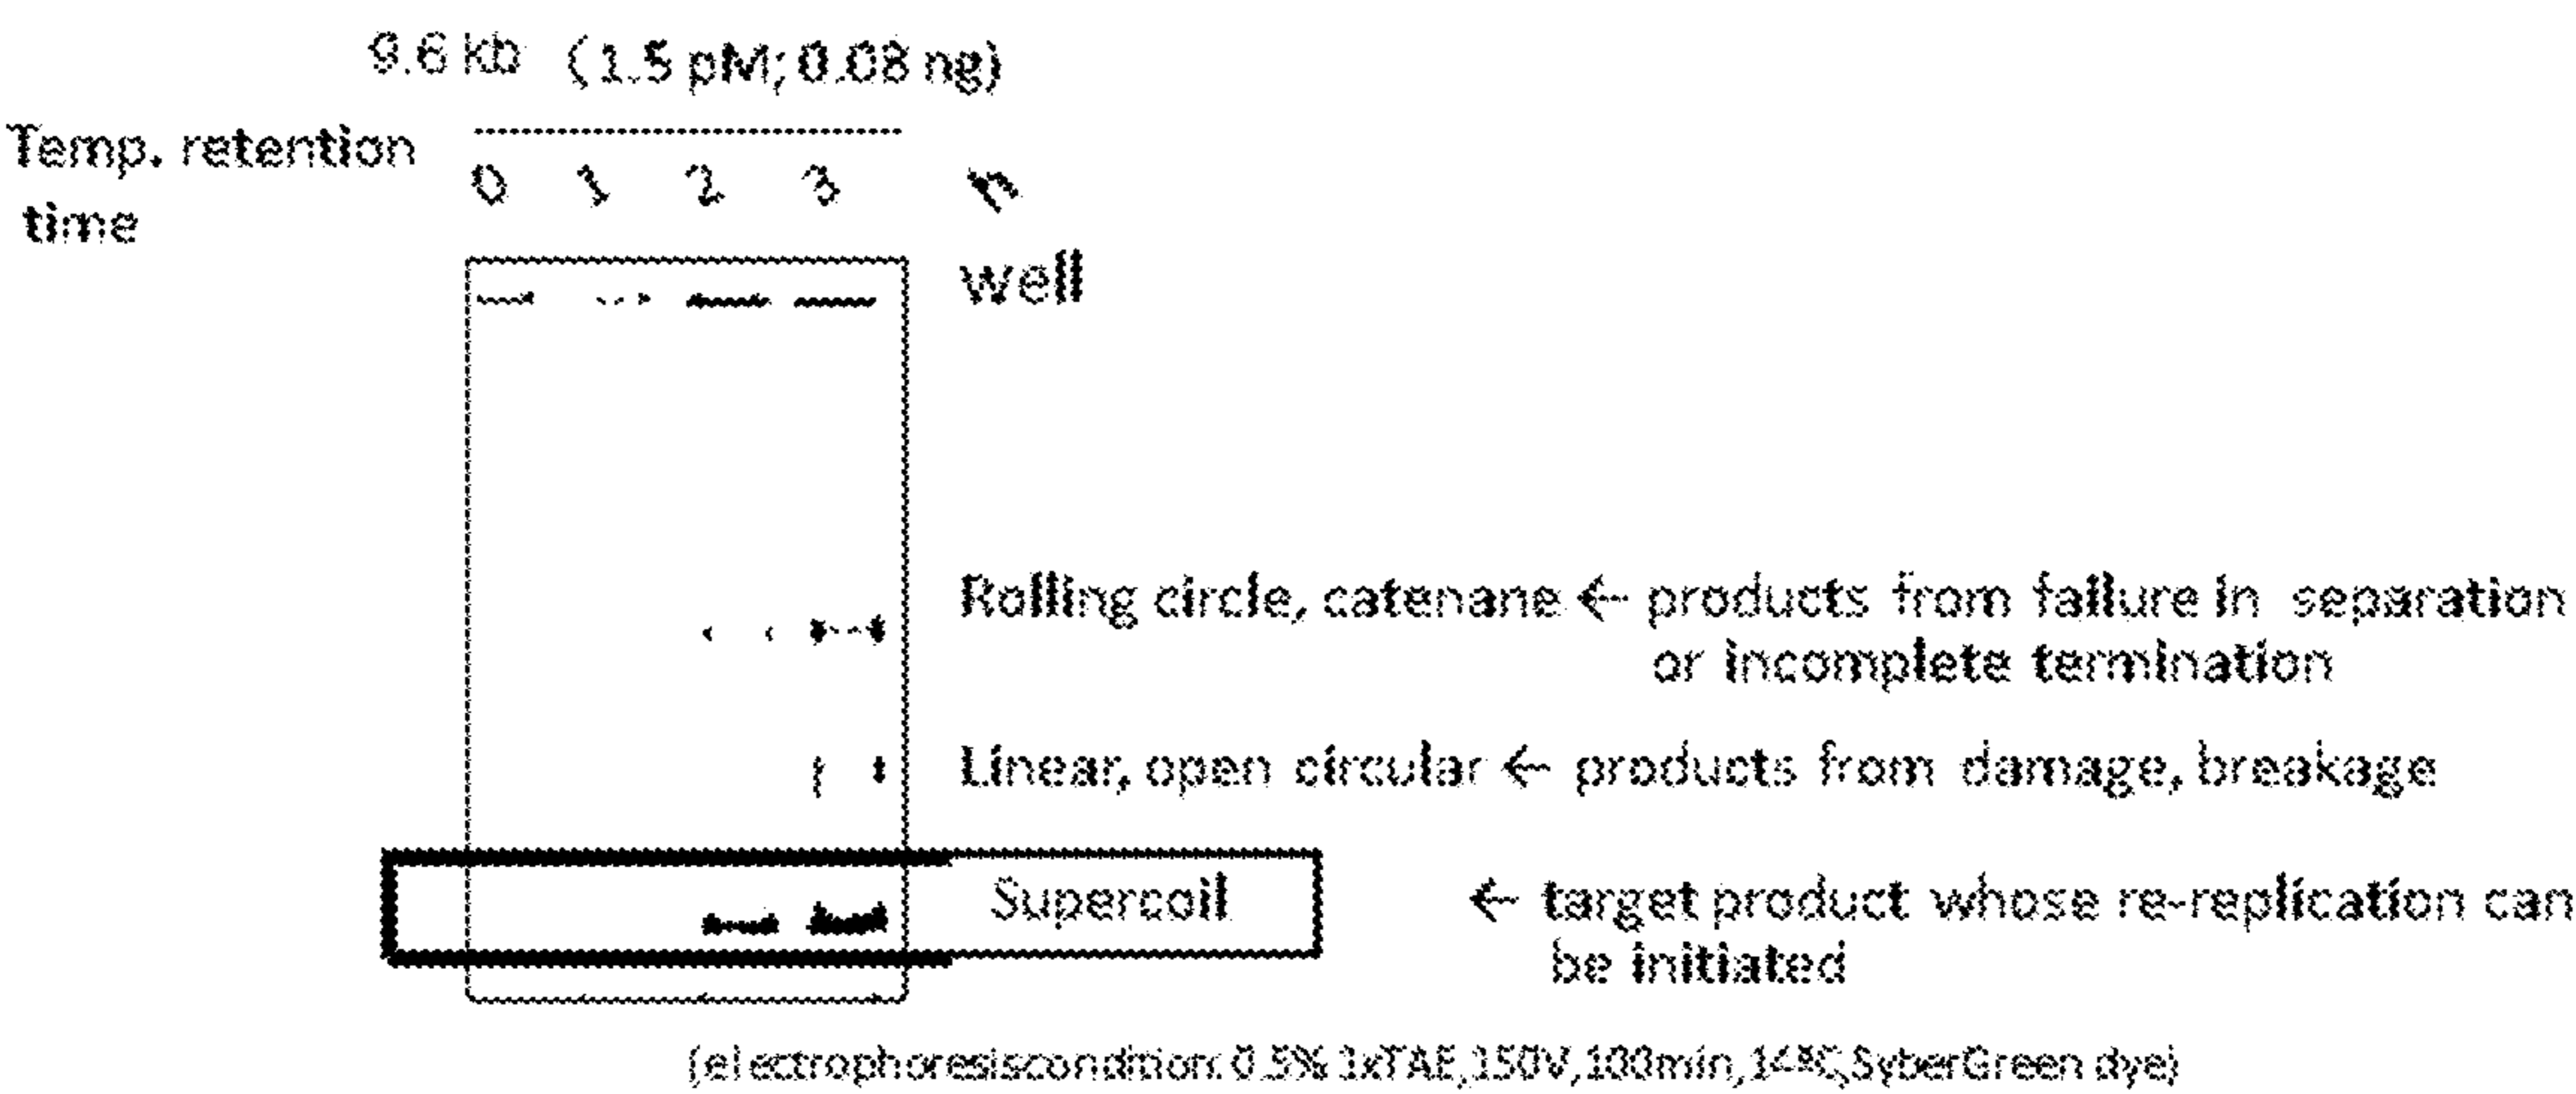 9.6 kb (1.5 pM; 0.08 ng)
Temp. retention
time
0 1 2 3 h
well
Rolling circle, catenane ← products from failure in separation
or incomplete termination
Linear, open circular ← products from damage, breakage
Supercoil ← target product whose re-replication can
be initiated
(electrophoresiscondition: 0.5% 1xTAE,150V,100min,14℃,SyberGreen dye)